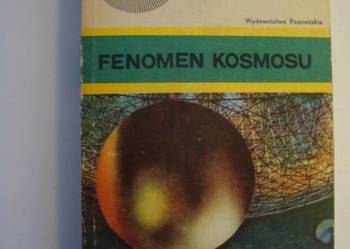 Wydawnictwo Poznańskie
FENOMEN KOSMOSU